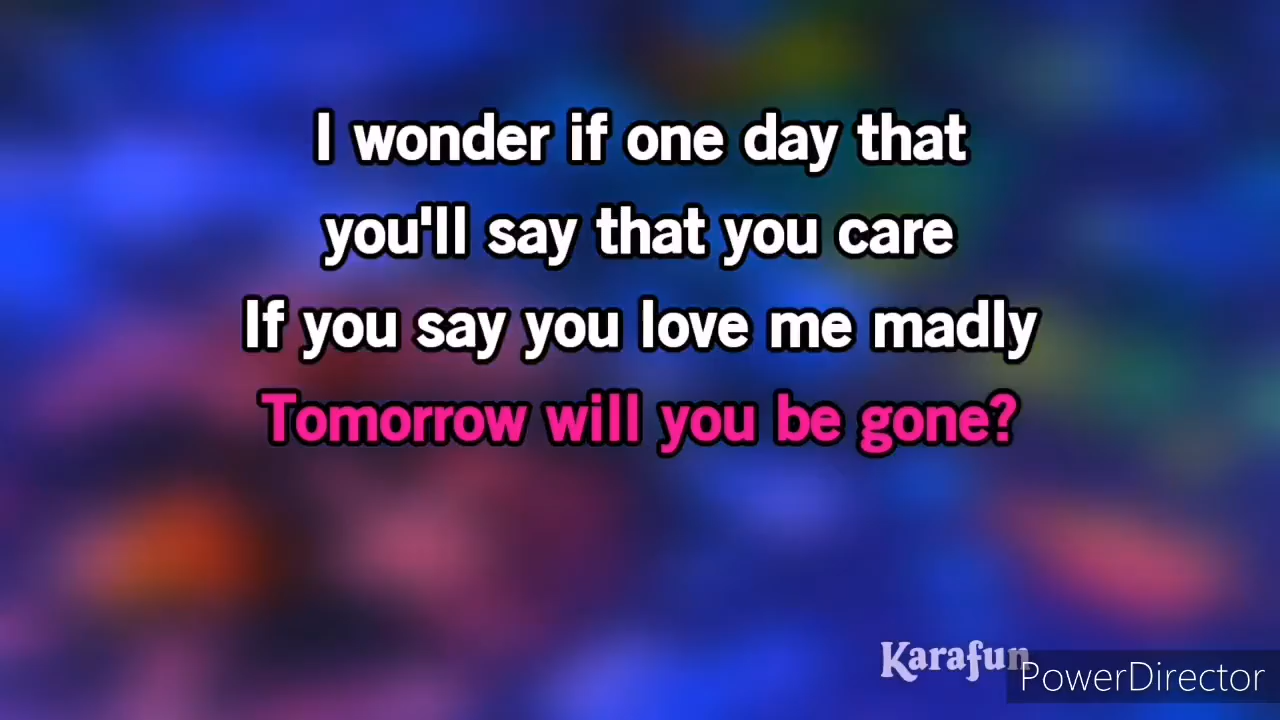 I wonder if one day that
you'll say that you care
If you say you love me madly
Tomorrow will you be gone?
Karafun
PowerDirector